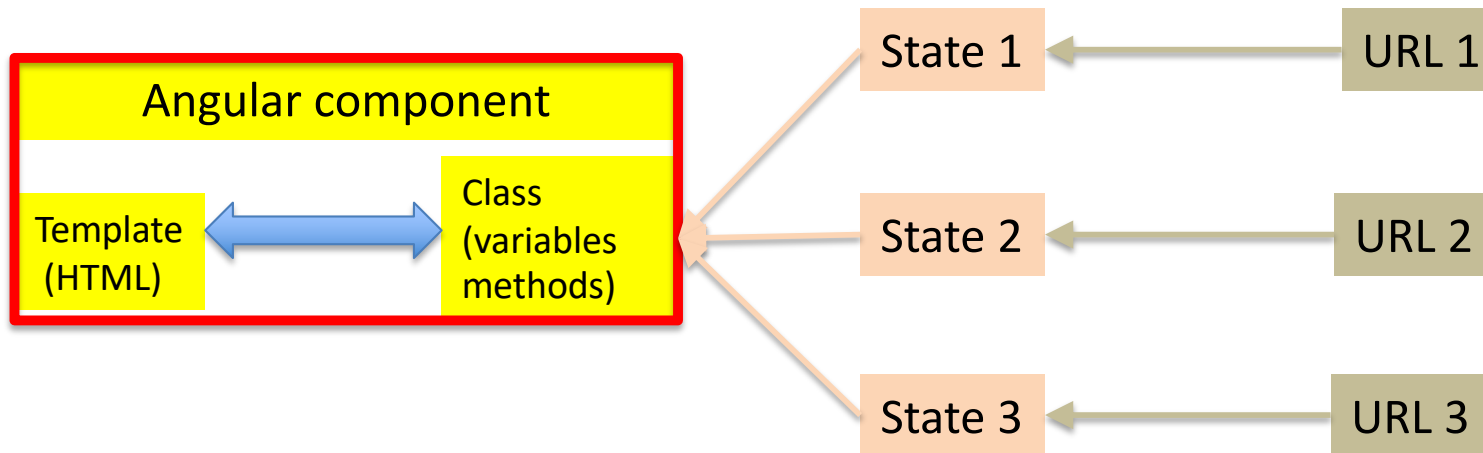 Angular component
Template
(HTML)
Class
(variables
methods)
State 1
URL 1
State 2
URL 2
State 3
URL 3